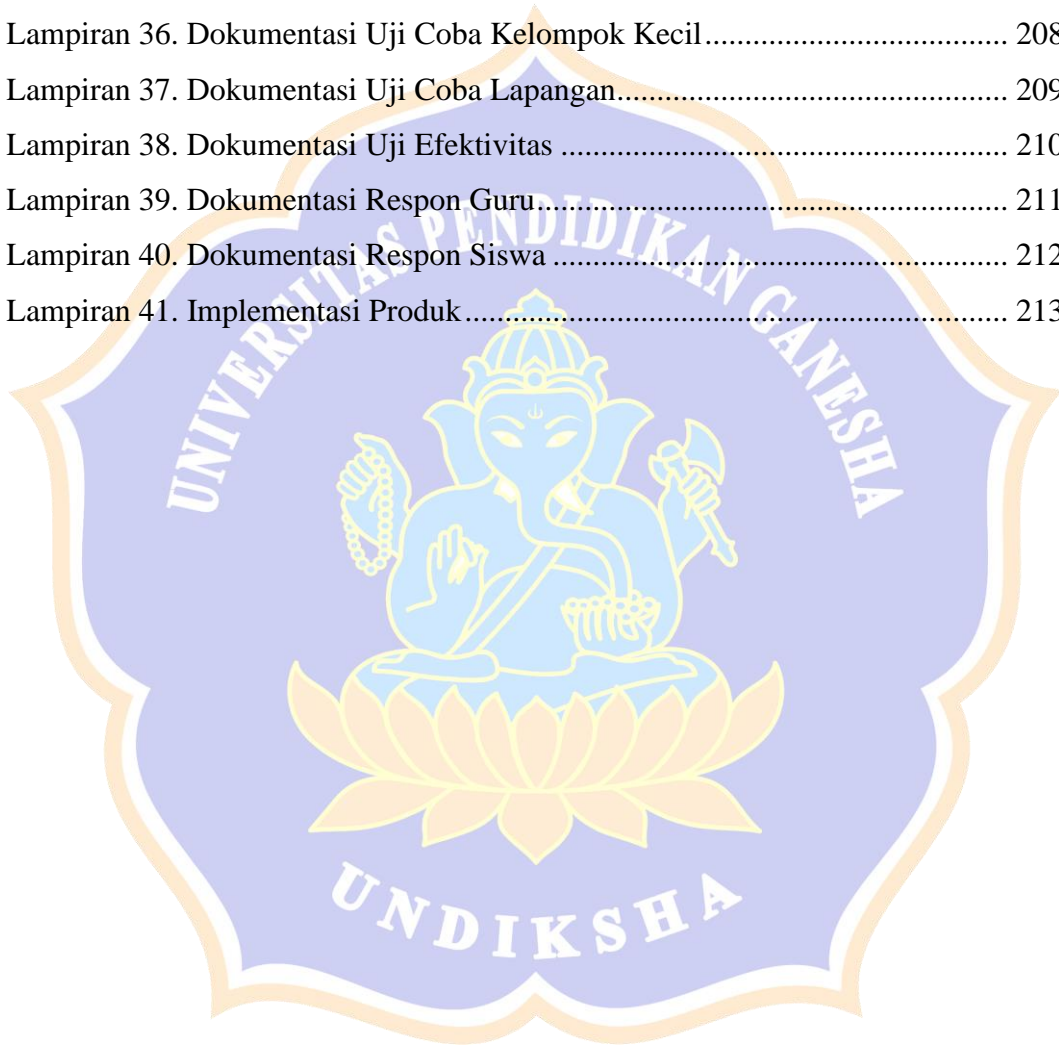 Lampiran 36. Dokumentasi Uji Coba Kelompok Kecil.................................... 208
Lampiran 37. Dokumentasi Uji Coba Lapangan.............................................. 209
Lampiran 38. Dokumentasi Uji Efektivitas .................................................... 210
Lampiran 39. Dokumentasi Respon Guru....................................................... 211
Lampiran 40. Dokumentasi Respon Siswa ..................................................... 212
Lampiran 41. Implementasi Produk................................................................ 213
UNIVERSITAS PENDIDIKAN GANESHA
UNDIKSHA